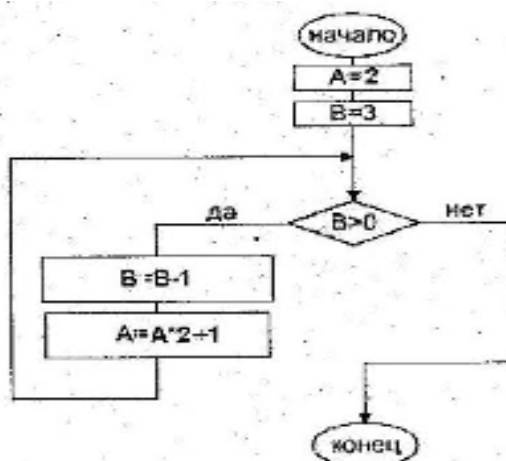 начало
A=2
B=3
B>0
да
нет
B=B-1
A:=A*2+1
конец